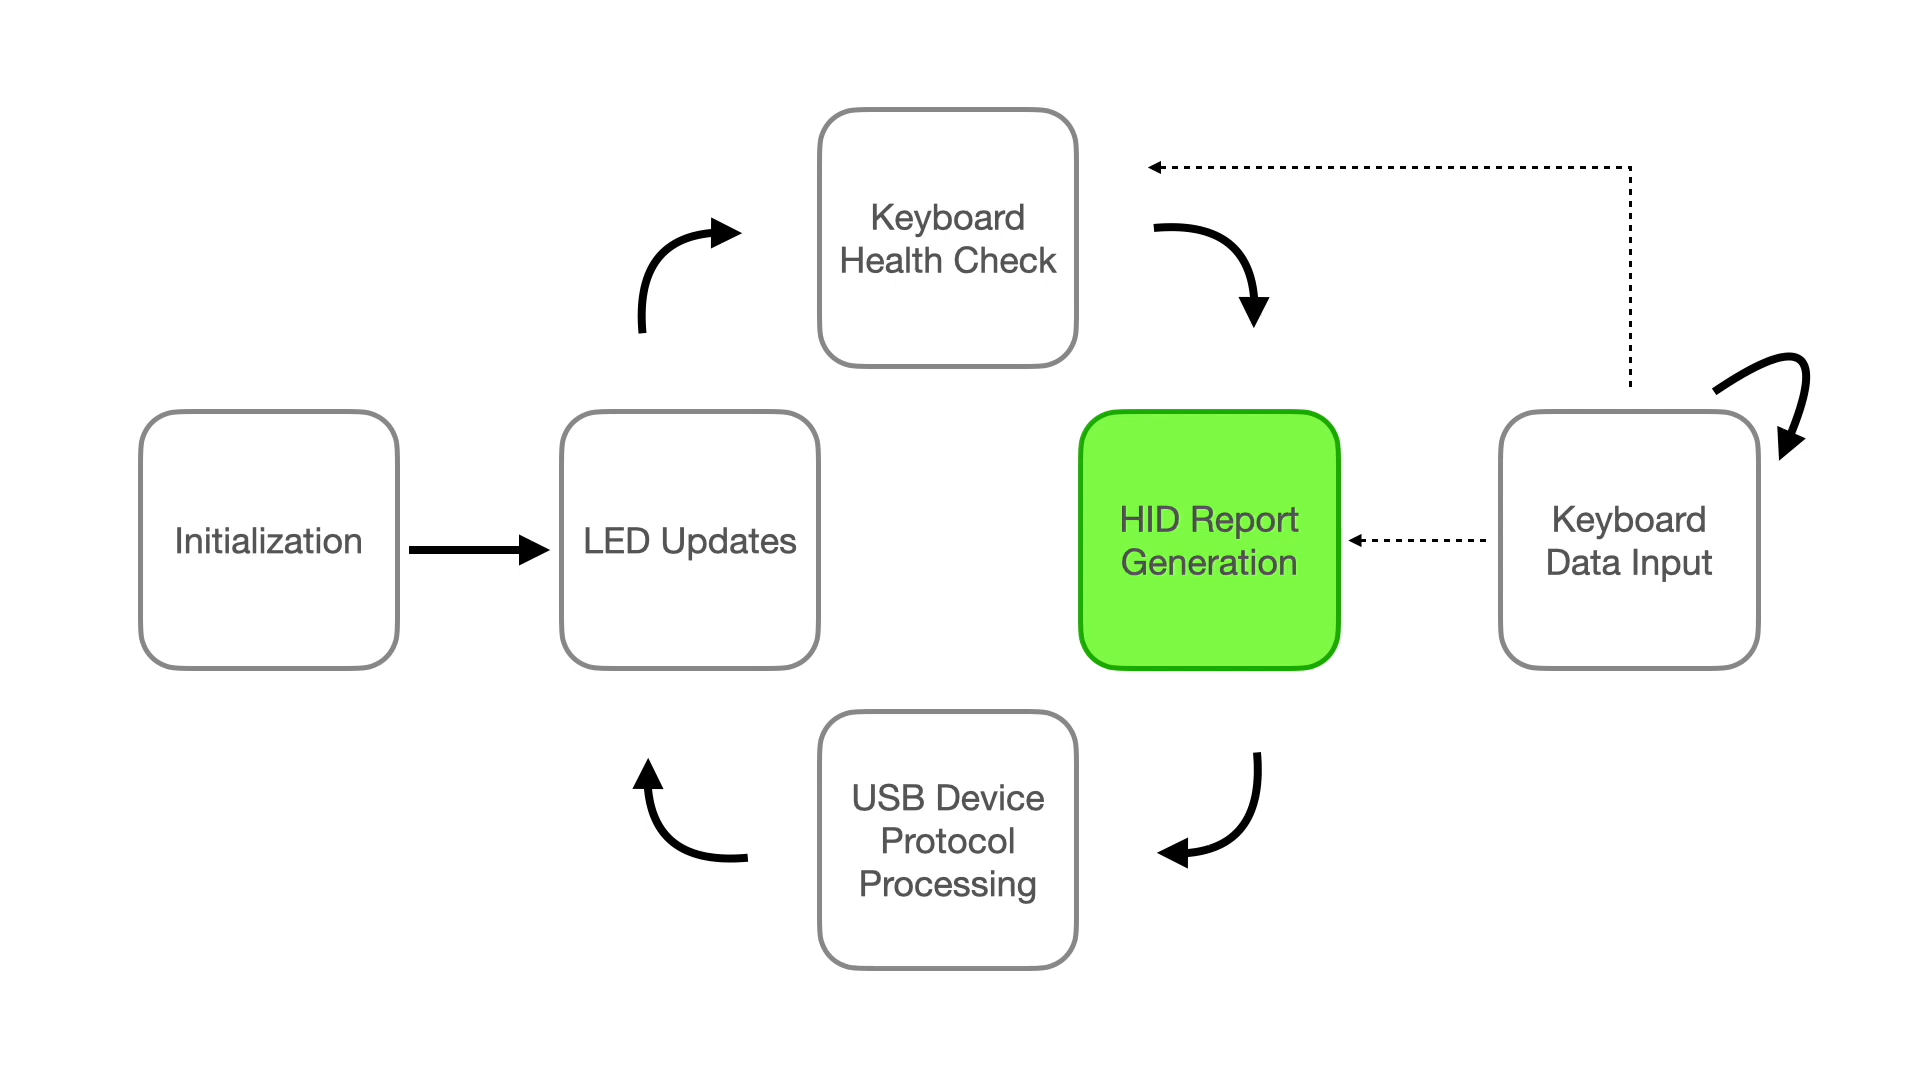 Keyboard
Health Check
Initialization
LED Updates
HID Report
Generation
Keyboard
Data Input
USB Device
Protocol
Processing